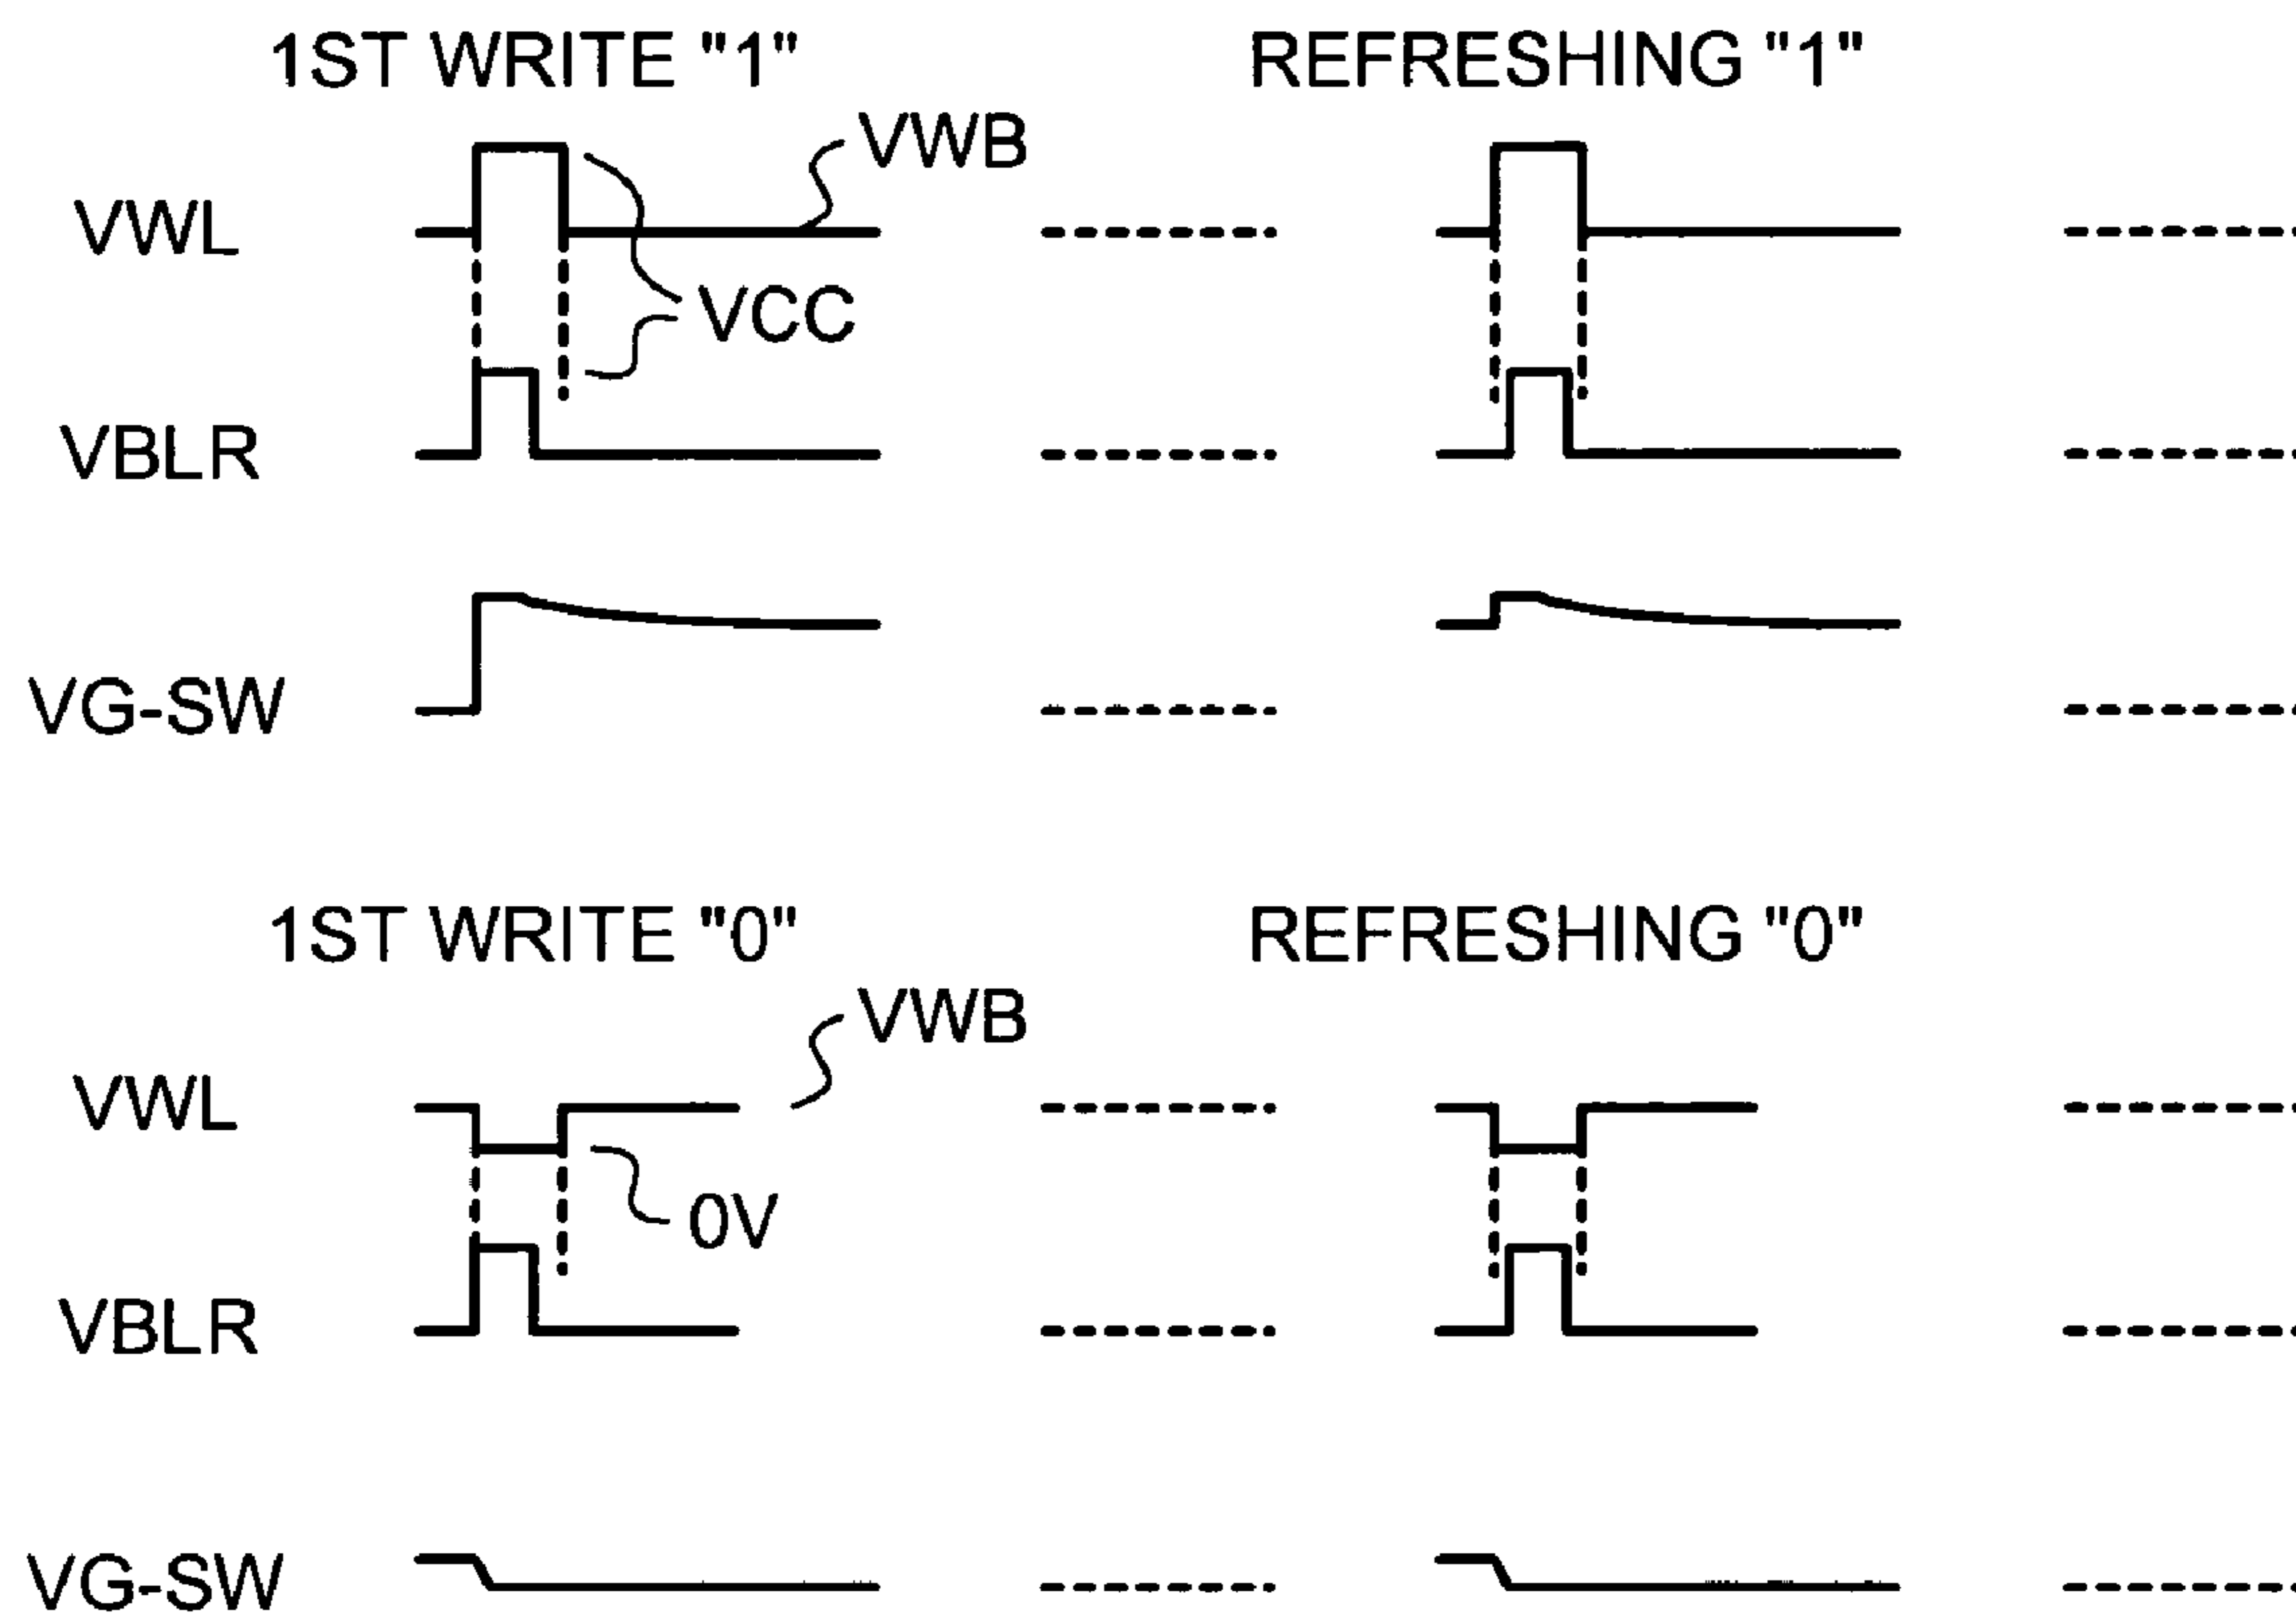 1ST WRITE "1" REFRESHING "1"
VWB
VWL
VCC
VBLR
VG-SW
1ST WRITE "0" REFRESHING "0"
VWB
VWL
0V
VBLR
VG-SW